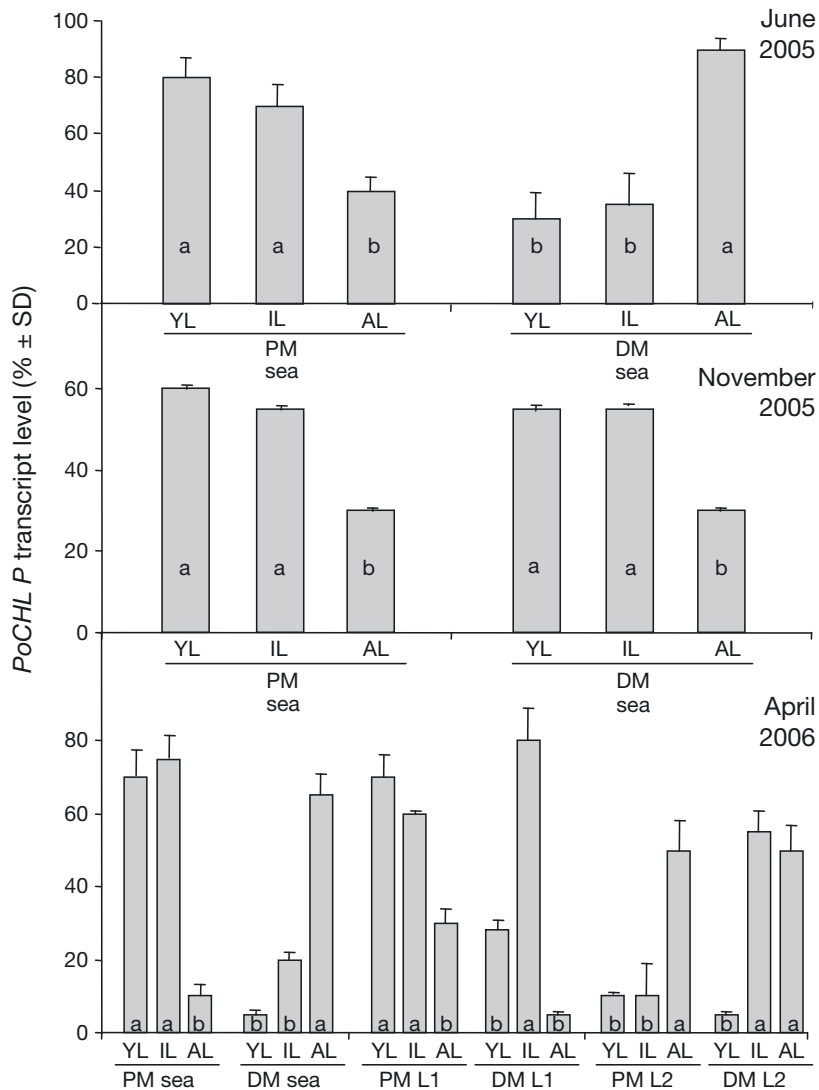 PoCHL P transcript level (% ± SD)
June
2005
100
80
60
40
20
0
a a b b b a
YL IL AL YL IL AL
PM DM
sea sea
November
2005
60
40
20
0
a a b a a b
YL IL AL YL IL AL
PM DM
sea sea
April
2006
80
60
40
20
0
a a b b b a a a b b a b b b a b a a
YL IL AL YL IL AL YL IL AL YL IL AL YL IL AL YL IL AL
PM sea DM sea PM L1 DM L1 PM L2 DM L2